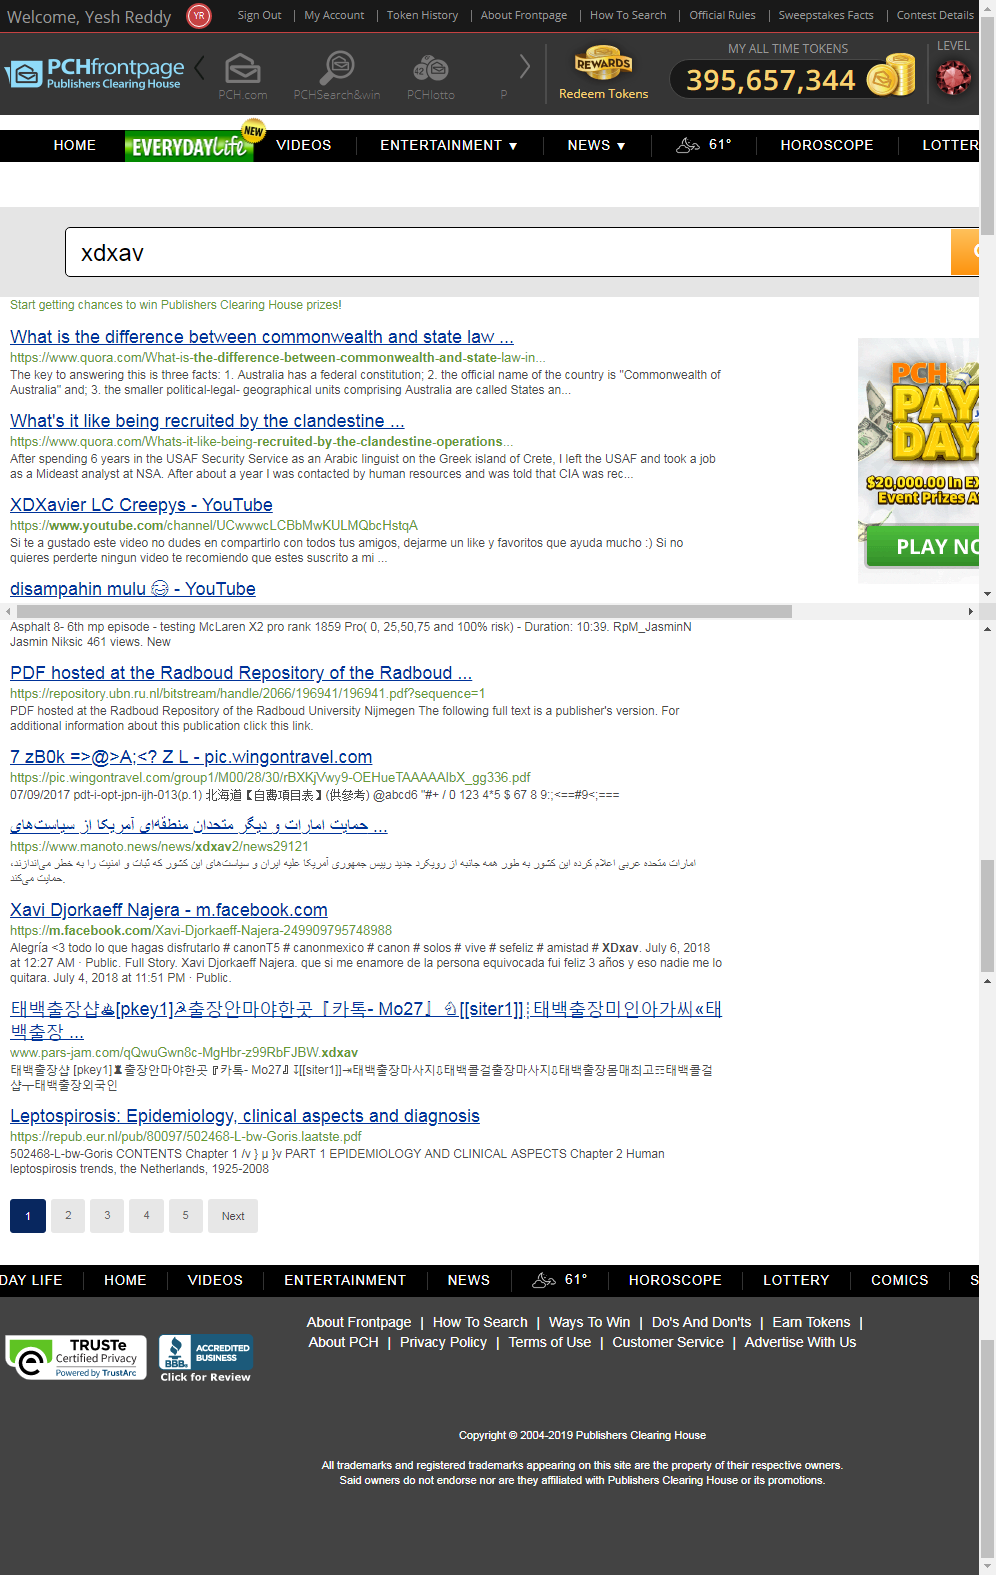 Welcome, Yesh Reddy YR Sign Out | My Account | Token History | About Frontpage | How To Search | Official Rules | Sweepstakes Facts | Contest Details
PCHfrontpage
Publishers Clearing House
PCH.com PCHSearch&win PCHlotto P
REWARDS
Redeem Tokens
MY ALL TIME TOKENS
395,657,344
LEVEL
HOME EVERYDAY Life NEW VIDEOS ENTERTAINMENT ▼ NEWS ▼ 61° HOROSCOPE LOTTER
xdxav
Start getting chances to win Publishers Clearing House prizes!
What is the difference between commonwealth and state law ...
https://www.quora.com/What-is-the-difference-between-commonwealth-and-state-law-in...
The key to answering this is three facts: 1. Australia has a federal constitution; 2. the official name of the country is "Commonwealth of
Australia" and; 3. the smaller political-legal- geographical units comprising Australia are called States an...
What's it like being recruited by the clandestine ...
https://www.quora.com/Whats-it-like-being-recruited-by-the-clandestine-operations...
After spending 6 years in the USAF Security Service as an Arabic linguist on the Greek island of Crete, I left the USAF and took a job
as a Mideast analyst at NSA. After about a year I was contacted by human resources and was told that CIA was rec...
XDXavier LC Creepys - YouTube
https://www.youtube.com/channel/UCwwwcLCBbMwKULMQbcHstqA
Si te a gustado este video no dudes en compartirlo con todos tus amigos, dejarme un like y favoritos que ayuda mucho :) Si no
quieres perderte ningun video te recomiendo que estes suscrito a mi ...
disampahin mulu 😂 - YouTube
PCH
PAY
DAY
$20,000.00 In EX
Event Prizes A
PLAY NO
Asphalt 8- 6th mp episode - testing McLaren X2 pro rank 1859 Pro( 0, 25,50,75 and 100% risk) - Duration: 10:39. RpM_JasminN
Jasmin Niksic 461 views. New
PDF hosted at the Radboud Repository of the Radboud ...
https://repository.ubn.ru.nl/bitstream/handle/2066/196941/196941.pdf?sequence=1
PDF hosted at the Radboud Repository of the Radboud University Nijmegen The following full text is a publisher's version. For
additional information about this publication click this link.
7 zB0k =>@>A;<? Z L - pic.wingontravel.com
https://pic.wingontravel.com/group1/M00/28/30/rBXKjVwy9-OEHueTAAAAAlbX_gg336.pdf
07/09/2017 pdt-i-opt-jpn-ijh-013(p.1) 北海道【自費項目表】(供參考) @abcd6 "#+ / 0 123 4*5 $ 67 8 9:;<==#9<;===
حمایت امارات و دیگر متحدان منطقه‌ای آمریکا از سیاست‌های ...
https://www.manoto.news/news/xdxav2/news29121
امارات متحده عربی اعلام کرده این کشور به طور همه جانبه از رویکرد جدید رییس جمهوری آمریکا علیه ایران و سیاست‌های این کشور که ثبات و امنیت را به خطر می‌اندازند،
حمایت می‌کند.
Xavi Djorkaeff Najera - m.facebook.com
https://m.facebook.com/Xavi-Djorkaeff-Najera-249909795748988
Alegría <3 todo lo que hagas disfrutarlo # canonT5 # canonmexico # canon # solos # vive # sefeliz # amistad # XDxav. July 6, 2018
at 12:27 AM · Public. Full Story. Xavi Djorkaeff Najera. que si me enamore de la persona equivocada fui feliz 3 años y eso nadie me lo
quitara. July 4, 2018 at 11:51 PM · Public.
태백출장샵♨[pkey1]☭출장안마야한곳『카톡- Mo27』♘[[siter1]]┊태백출장미인아가씨«태
백출장 ...
www.pars-jam.com/qQwuGwn8c-MgHbr-z99RbFJBW.xdxav
태백출장샵 [pkey1]♜출장안마야한곳『카톡- Mo27』↧[[siter1]]⇥태백출장마사지⇩태백콜걸출장마사지⇩태백출장몸매최고☶태백콜걸
샵┭태백출장외국인
Leptospirosis: Epidemiology, clinical aspects and diagnosis
https://repub.eur.nl/pub/80097/502468-L-bw-Goris.laatste.pdf
502468-L-bw-Goris CONTENTS Chapter 1 /v } µ }v PART 1 EPIDEMIOLOGY AND CLINICAL ASPECTS Chapter 2 Human
leptospirosis trends, the Netherlands, 1925-2008
1 2 3 4 5 Next
DAY LIFE HOME VIDEOS ENTERTAINMENT NEWS 61° HOROSCOPE LOTTERY COMICS S
TRUSTe
Certified Privacy
Powered by TrustArc
BBB. ACCREDITED BUSINESS
Click for Review
About Frontpage | How To Search | Ways To Win | Do's And Don'ts | Earn Tokens |
About PCH | Privacy Policy | Terms of Use | Customer Service | Advertise With Us
Copyright © 2004-2019 Publishers Clearing House
All trademarks and registered trademarks appearing on this site are the property of their respective owners.
Said owners do not endorse nor are they affiliated with Publishers Clearing House or its promotions.